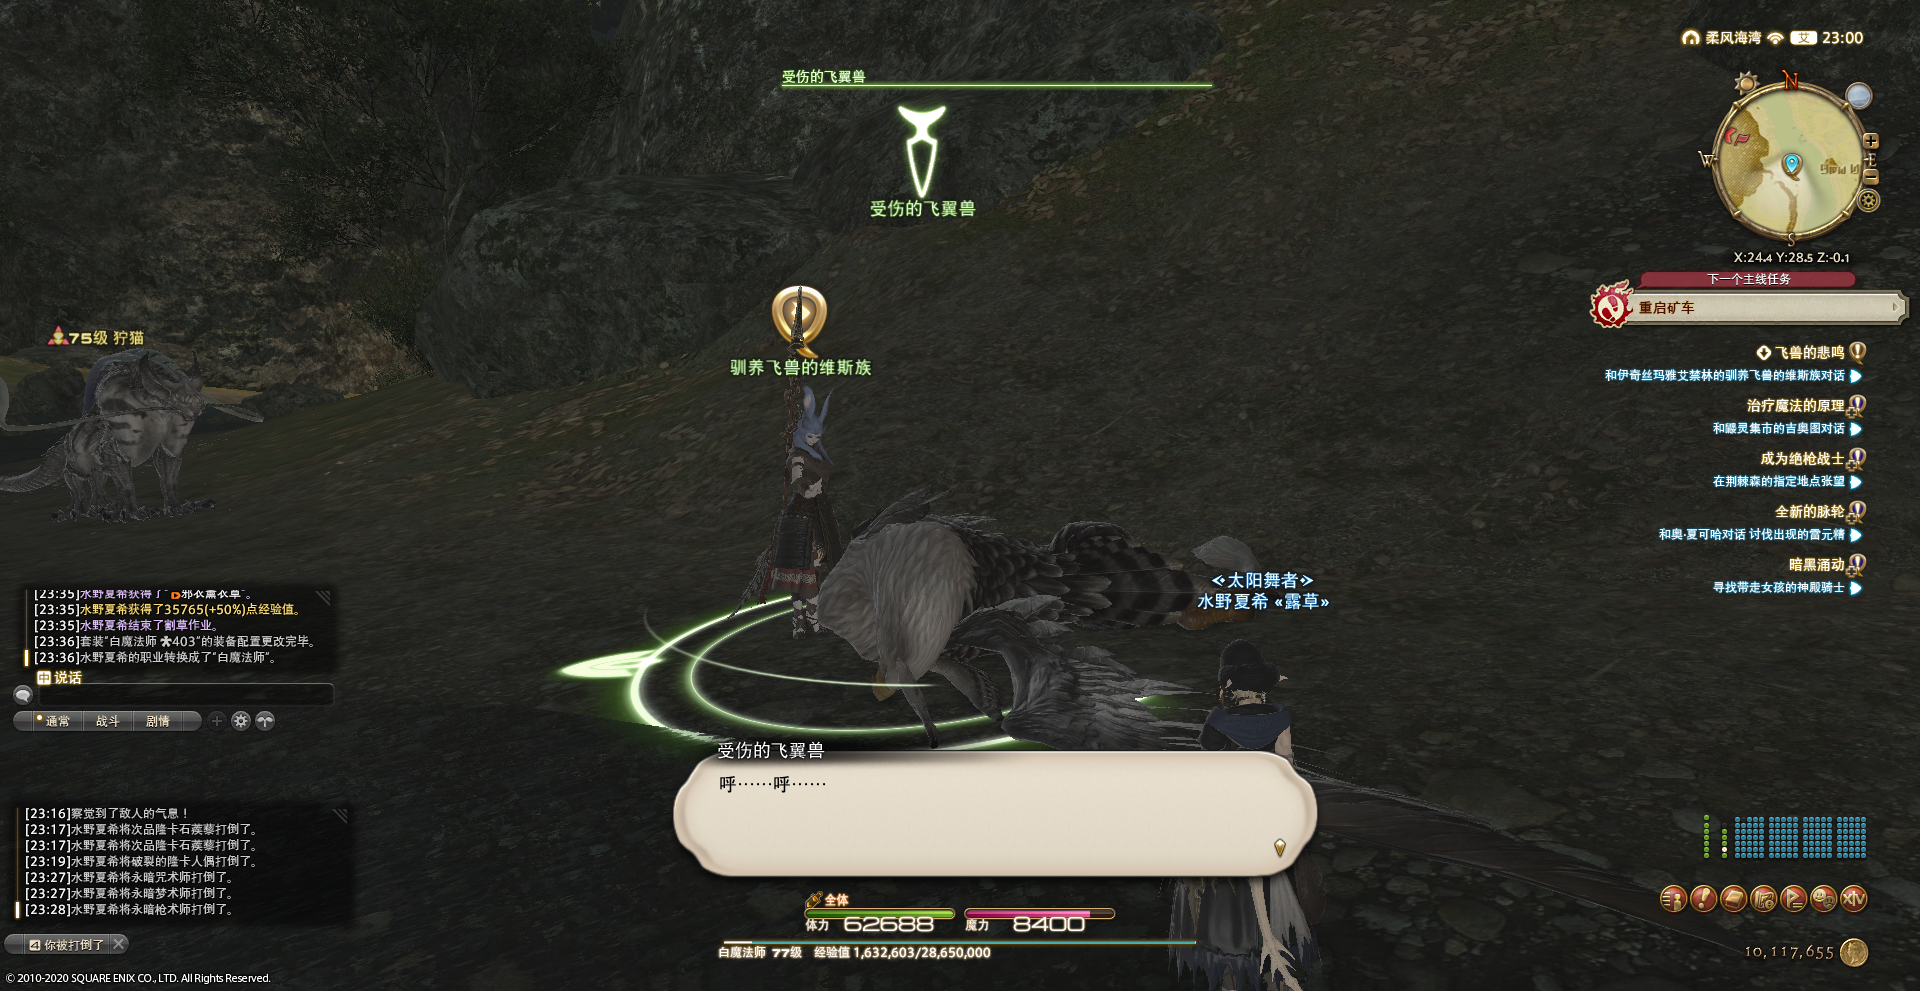 受伤的飞翼兽
受伤的飞翼兽
柔风海湾 艾 23:00
N
W
E
S
X:24.4 Y:28.5 Z:-0.1
下一个主线任务
重启矿车
飞兽的悲鸣
和伊奇丝玛雅艾禁林的驯养飞兽的维斯族对话
治疗魔法的原理
和鼹灵集市的吉奥图对话
成为绝枪战士
在荆棘森的指定地点张望
全新的脉轮
和奥·夏可哈对话 讨伐出现的雷元精
暗黑涌动
寻找带走女孩的神殿骑士
75级 狞猫
驯养飞兽的维斯族
太阳舞者
水野夏希 «露草»
[23:35]水野夏希获得了“邪衣薰衣草”。
[23:35]水野夏希获得了35765(+50%)点经验值。
[23:35]水野夏希结束了割草作业。
[23:36]套装“白魔法师 403”的装备配置更改完毕。
[23:36]水野夏希的职业转换成了“白魔法师”。
说话
通常 战斗 剧情
受伤的飞翼兽
呼……呼……
[23:16]察觉到了敌人的气息！
[23:17]水野夏希将次品隆卡石蒺藜打倒了。
[23:17]水野夏希将次品隆卡石蒺藜打倒了。
[23:19]水野夏希将破裂的隆卡人偶打倒了。
[23:27]水野夏希将永暗咒术师打倒了。
[23:27]水野夏希将永暗梦术师打倒了。
[23:28]水野夏希将永暗枪术师打倒了。
4 你被打倒了
全体
体力 62688 魔力 8400
白魔法师 77级 经验值 1,632,603/28,650,000
XIV
10,117,655
© 2010-2020 SQUARE ENIX CO., LTD. All Rights Reserved.